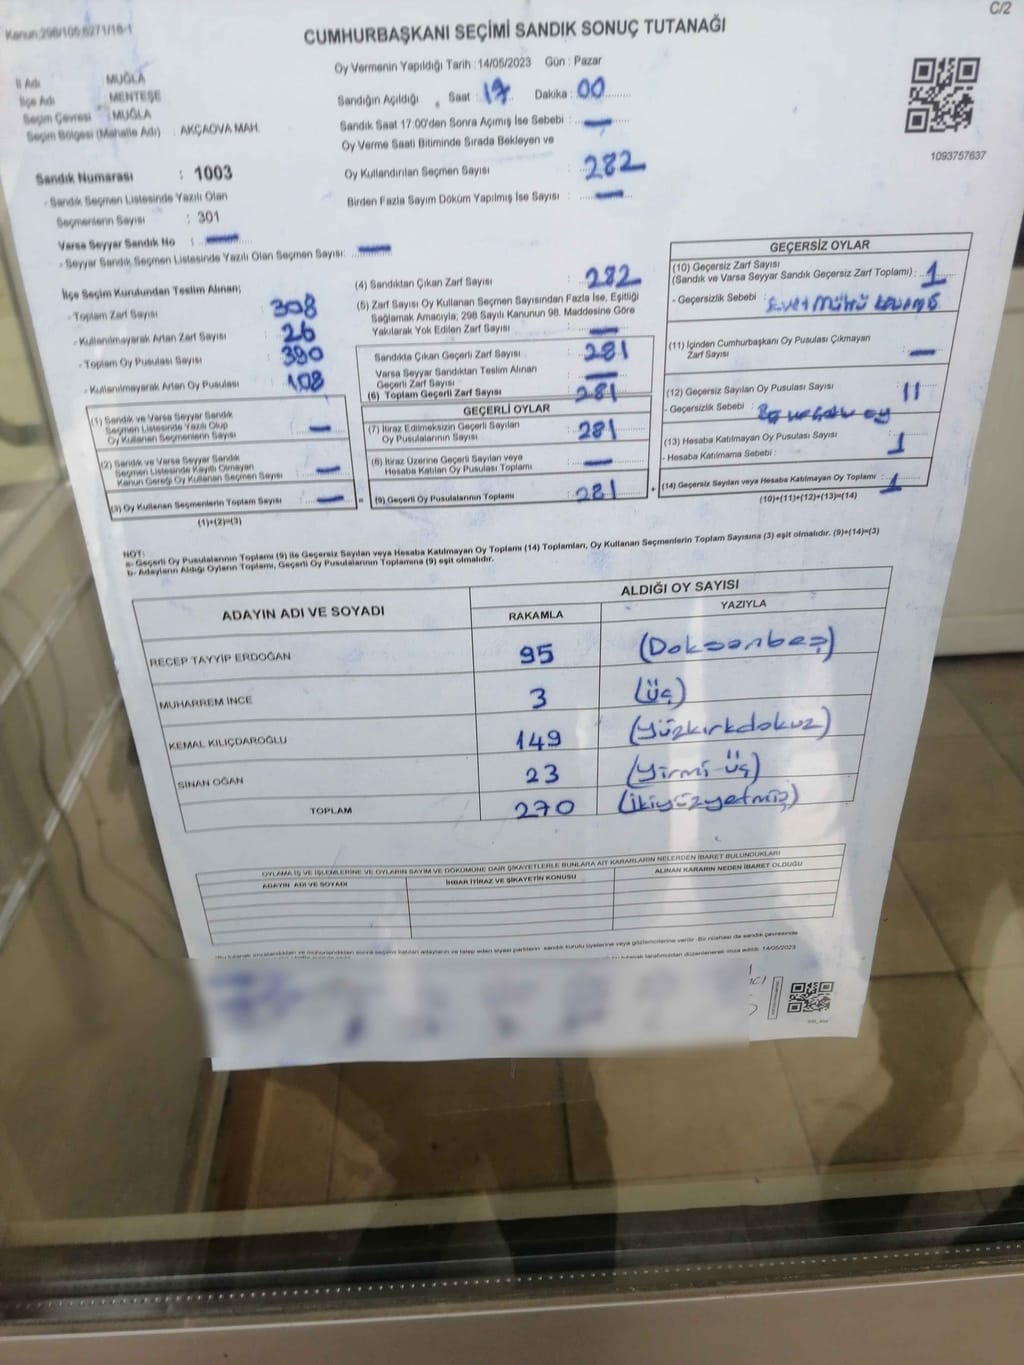 C/2
Kanun:298/105,6271/18-1
CUMHURBAŞKANI SEÇİMİ SANDIK SONUÇ TUTANAĞI
İl Adı MUĞLA
İlçe Adı MENTEŞE
Seçim Çevresi : MUĞLA
Seçim Bölgesi (Mahalle Adı) : AKÇAOVA MAH.
Sandık Numarası : 1003
- Sandık Seçmen Listesinde Yazılı Olan
Seçmenlerin Sayısı : 301
Varsa Seyyar Sandık No : —
- Seyyar Sandık Seçmen Listesinde Yazılı Olan Seçmen Sayısı: —
Oy Vermenin Yapıldığı Tarih :14/05/2023 Gün : Pazar
Sandığın Açıldığı Saat : 17 Dakika : 00
Sandık Saat 17:00'den Sonra Açımış İse Sebebi : —
Oy Verme Saati Bitiminde Sırada Bekleyen ve
Oy Kullandırılan Seçmen Sayısı : 282
Birden Fazla Sayım Döküm Yapılmış İse Sayısı : —
1093757637
İlçe Seçim Kurulundan Teslim Alınan;
- Toplam Zarf Sayısı : 308
- Kullanılmayarak Artan Zarf Sayısı : 26
- Toplam Oy Pusulası Sayısı : 390
- Kullanılmayarak Artan Oy Pusulası : 108
(1) Sandık ve Varsa Seyyar Sandık
Seçmen Listesinde Yazılı Olup
Oy Kullanan Seçmenlerin Sayısı : —
(2) Sandık ve Varsa Seyyar Sandık
Seçmen Listesinde Kayıtlı Olmayan
Kanun Gereği Oy Kullanan Seçmen Sayısı : —
(3) Oy Kullanan Seçmenlerin Toplam Sayısı : —
(1)+(2)=(3)
(4) Sandıktan Çıkan Zarf Sayısı : 282
(5) Zarf Sayısı Oy Kullanan Seçmen Sayısından Fazla İse, Eşitliği
Sağlamak Amacıyla; 298 Sayılı Kanunun 98. Maddesine Göre
Yakılarak Yok Edilen Zarf Sayısı : —
Sandıkta Çıkan Geçerli Zarf Sayısı : 281
Varsa Seyyar Sandıktan Teslim Alınan
Geçerli Zarf Sayısı : —
(6) Toplam Geçerli Zarf Sayısı : 281
GEÇERLİ OYLAR
(7) İtiraz Edilmeksizin Geçerli Sayılan
Oy Pusulalarının Sayısı : 281
(8) İtiraz Üzerine Geçerli Sayılan veya
Hesaba Katılan Oy Pusulası Toplamı : —
= (9) Geçerli Oy Pusulalarının Toplamı : 281 +
GEÇERSİZ OYLAR
(10) Geçersiz Zarf Sayısı
(Sandık ve Varsa Seyyar Sandık Geçersiz Zarf Toplamı) : 1
- Geçersizlik Sebebi : Evet Mührü
(11) İçinden Cumhurbaşkanı Oy Pusulası Çıkmayan
Zarf Sayısı : —
(12) Geçersiz Sayılan Oy Pusulası Sayısı : 11
- Geçersizlik Sebebi : oy
(13) Hesaba Katılmayan Oy Pusulası Sayısı : 1
- Hesaba Katılmama Sebebi :
(14) Geçersiz Sayılan veya Hesaba Katılmayan Oy Toplamı : 1
(10)+(11)+(12)+(13)=(14)
NOT:
a- Geçerli Oy Pusulalarının Toplamı (9) ile Geçersiz Sayılan veya Hesaba Katılmayan Oy Toplamı (14) Toplamları, Oy Kullanan Seçmenlerin Toplam Sayısına (3) eşit olmalıdır. (9)+(14)=(3)
b- Adayların Aldığı Oyların Toplamı, Geçerli Oy Pusulalarının Toplamına (9) eşit olmalıdır.
ADAYIN ADI VE SOYADI ALDIĞI OY SAYISI
RAKAMLA YAZIYLA
RECEP TAYYİP ERDOĞAN 95 (Doksanbeş)
MUHARREM İNCE 3 (üç)
KEMAL KILIÇDAROĞLU 149 (Yüzkırkdokuz)
SİNAN OĞAN 23 (Yirmi üç)
TOPLAM 270 (İkiyüzyetmiş)
OYLAMA İŞ VE İŞLEMLERİNE VE OYLARIN SAYIM VE DÖKÜMÜNE DAİR ŞİKAYETLERLE BUNLARA AİT KARARLARIN NELERDEN İBARET BULUNDUKLARI
ADAYIN ADI VE SOYADI İHBAR İTİRAZ VE ŞİKAYETİN KONUSU ALINAN KARARIN NEDEN İBARET OLDUĞU